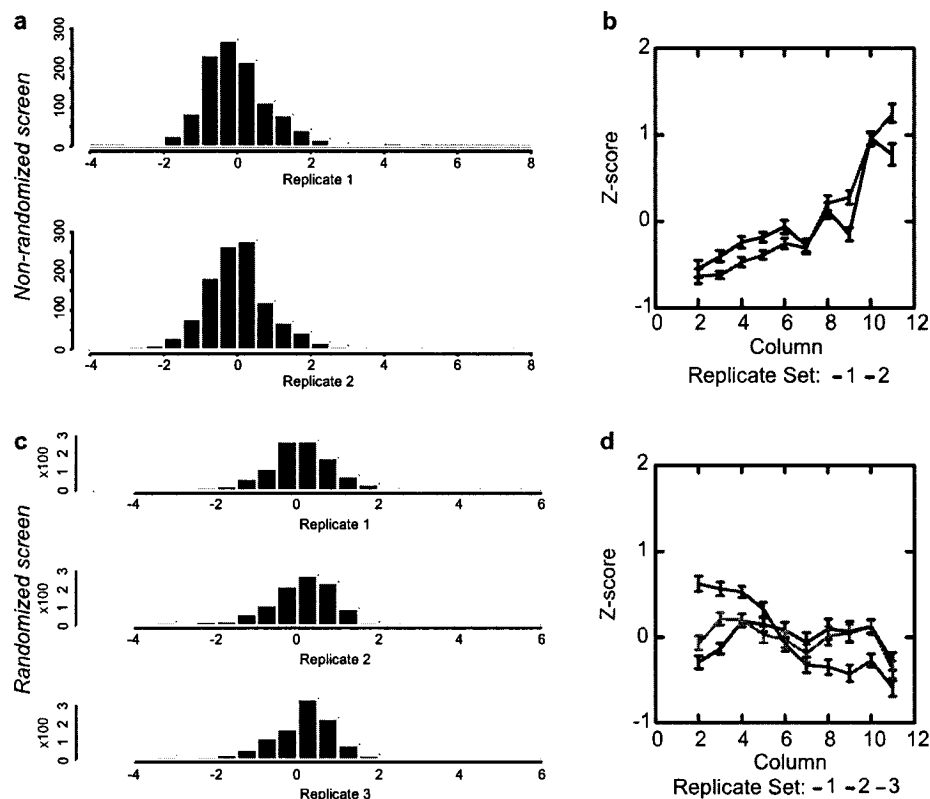 a
Non-randomized screen
300
200
100
0
-4 -2 0 2 4 6 8
Replicate 1
300
200
100
0
-4 -2 0 2 4 6 8
Replicate 2
b
Z-score
2
1
0
-1
0 2 4 6 8 10 12
Column
Replicate Set: -1 -2
c
Randomized screen
x100
0 1 2 3
-4 -2 0 2 4 6
Replicate 1
x100
0 1 2 3
-4 -2 0 2 4 6
Replicate 2
x100
0 1 2 3
-4 -2 0 2 4 6
Replicate 3
d
Z-score
2
1
0
-1
0 2 4 6 8 10 12
Column
Replicate Set: -1 -2 -3